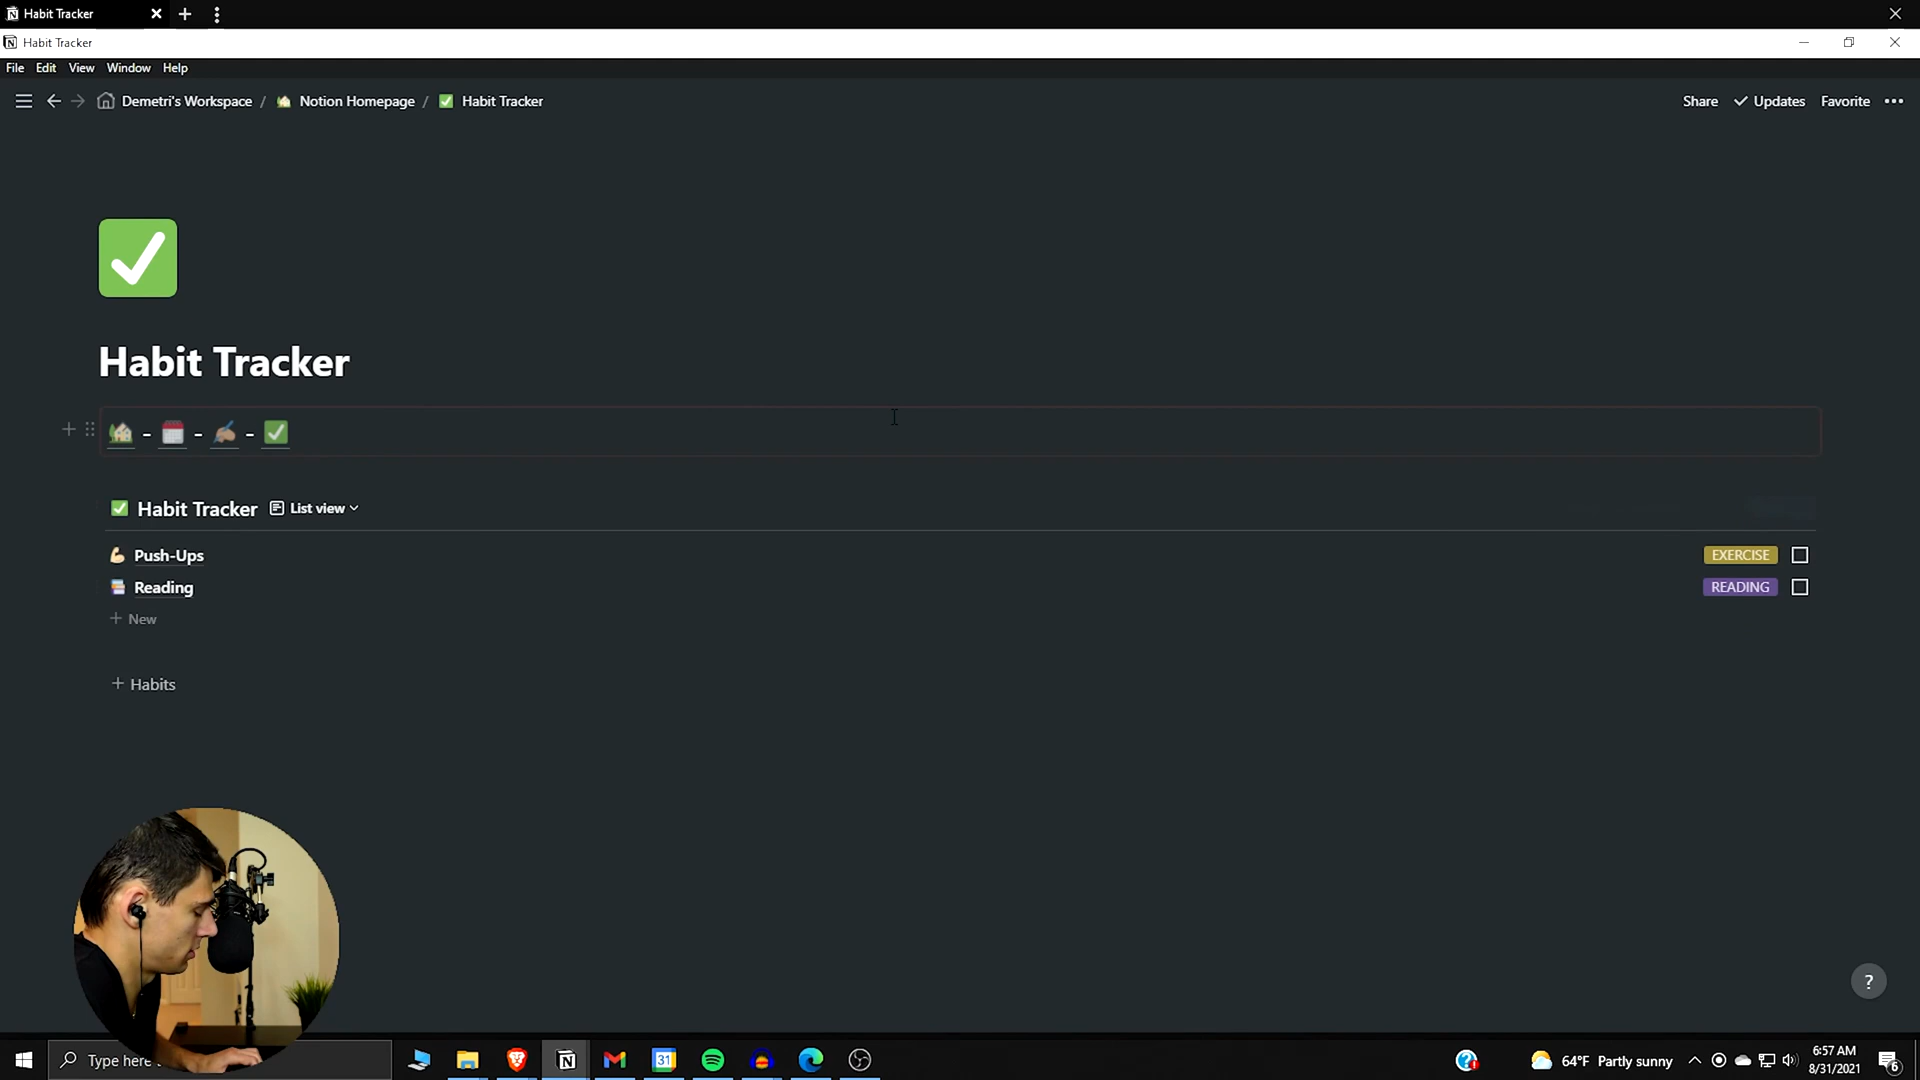 Habit Tracker
Habit Tracker
File Edit View Window Help
Demetri's Workspace / Notion Homepage / Habit Tracker
Share Updates Favorite
Habit Tracker
Habit Tracker List view
Push-Ups EXERCISE
Reading READING
+ New
+ Habits
?
Type here
31
64°F Partly sunny
6:57 AM
8/31/2021
6